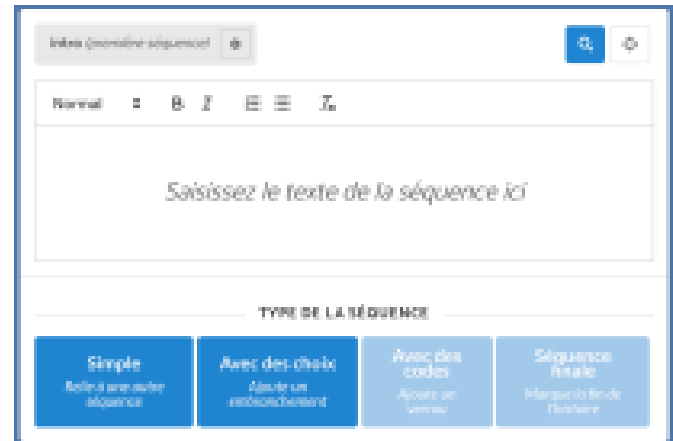 Intro (première séquence)
Normal B I Tx
Saisissez le texte de la séquence ici
TYPE DE LA SÉQUENCE
Simple
Relie à une autre
séquence
Avec des choix
Ajoute un
embranchement
Avec des
codes
Ajoute un
verrou
Séquence
finale
Marque la fin de
l'histoire